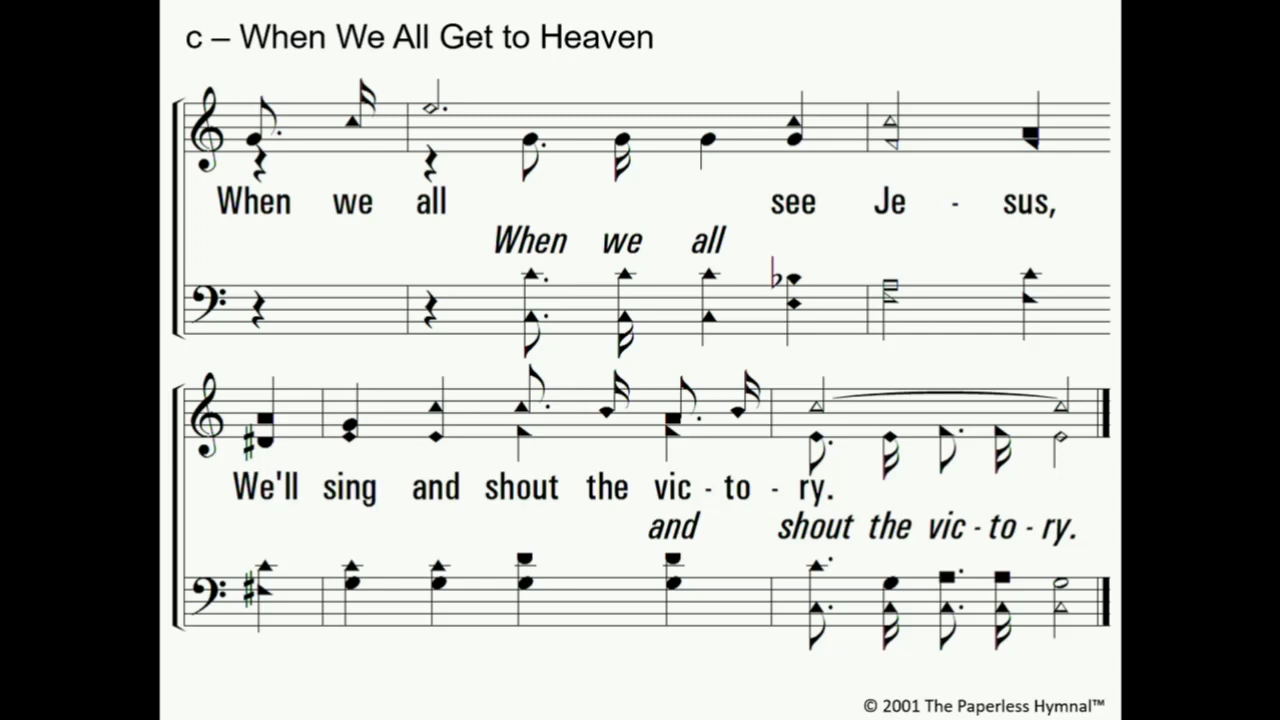 c – When We All Get to Heaven
When we all see Je - sus,
When we all
We'll sing and shout the vic - to - ry.
and shout the vic - to - ry.
© 2001 The Paperless Hymnal™